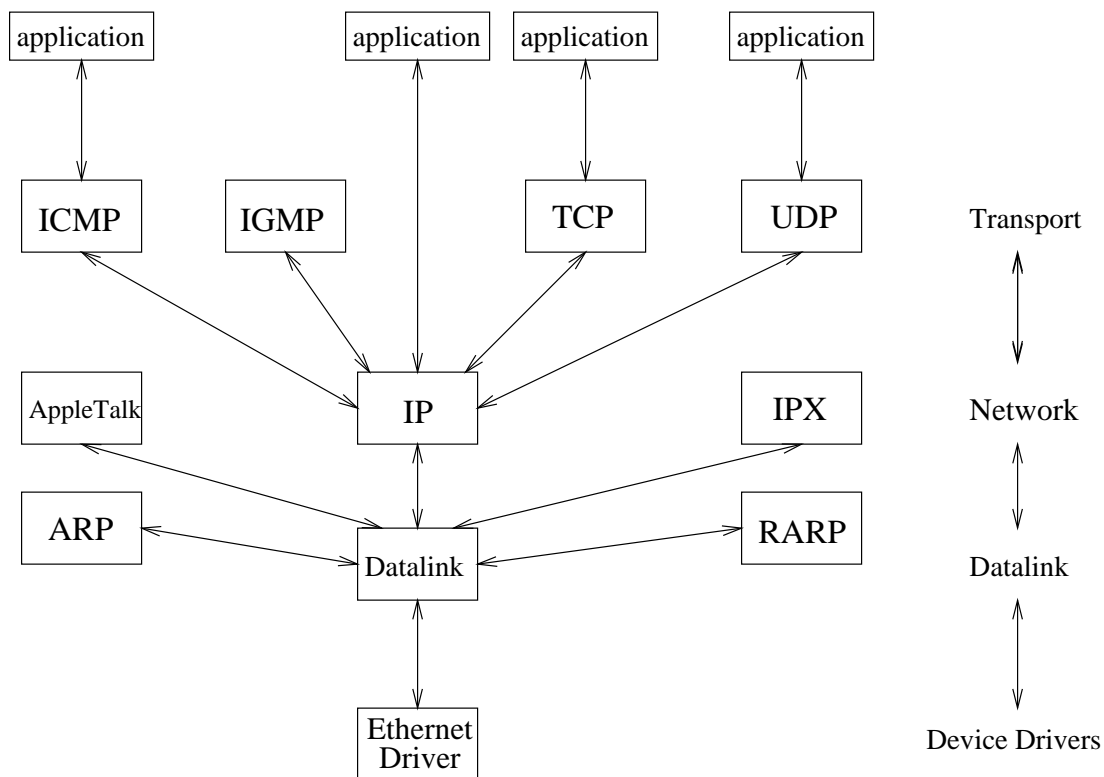 application
application
application
application
ICMP
IGMP
TCP
UDP
Transport
AppleTalk
IP
IPX
Network
ARP
Datalink
RARP
Datalink
Ethernet
Driver
Device Drivers